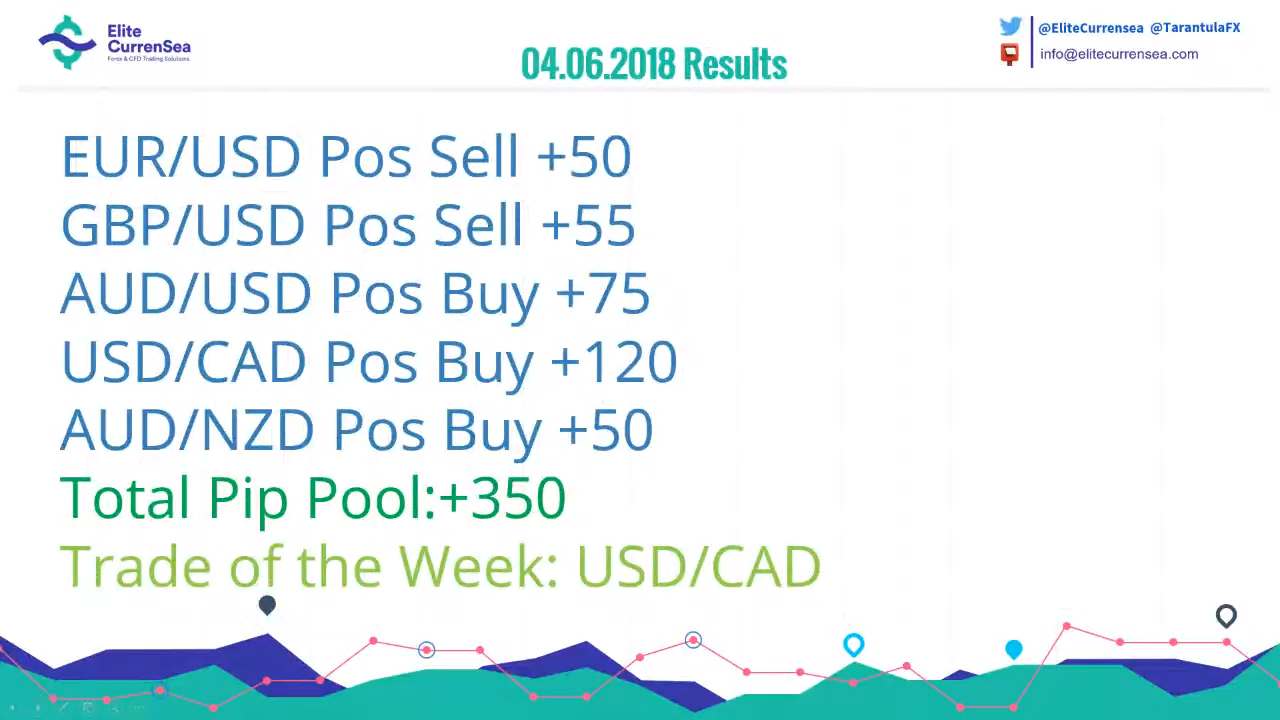 Elite
CurrenSea
Forex & CFD Trading Solutions
04.06.2018 Results
@EliteCurrensea @TarantulaFX
info@elitecurrensea.com
EUR/USD Pos Sell +50
GBP/USD Pos Sell +55
AUD/USD Pos Buy +75
USD/CAD Pos Buy +120
AUD/NZD Pos Buy +50
Total Pip Pool:+350
Trade of the Week: USD/CAD